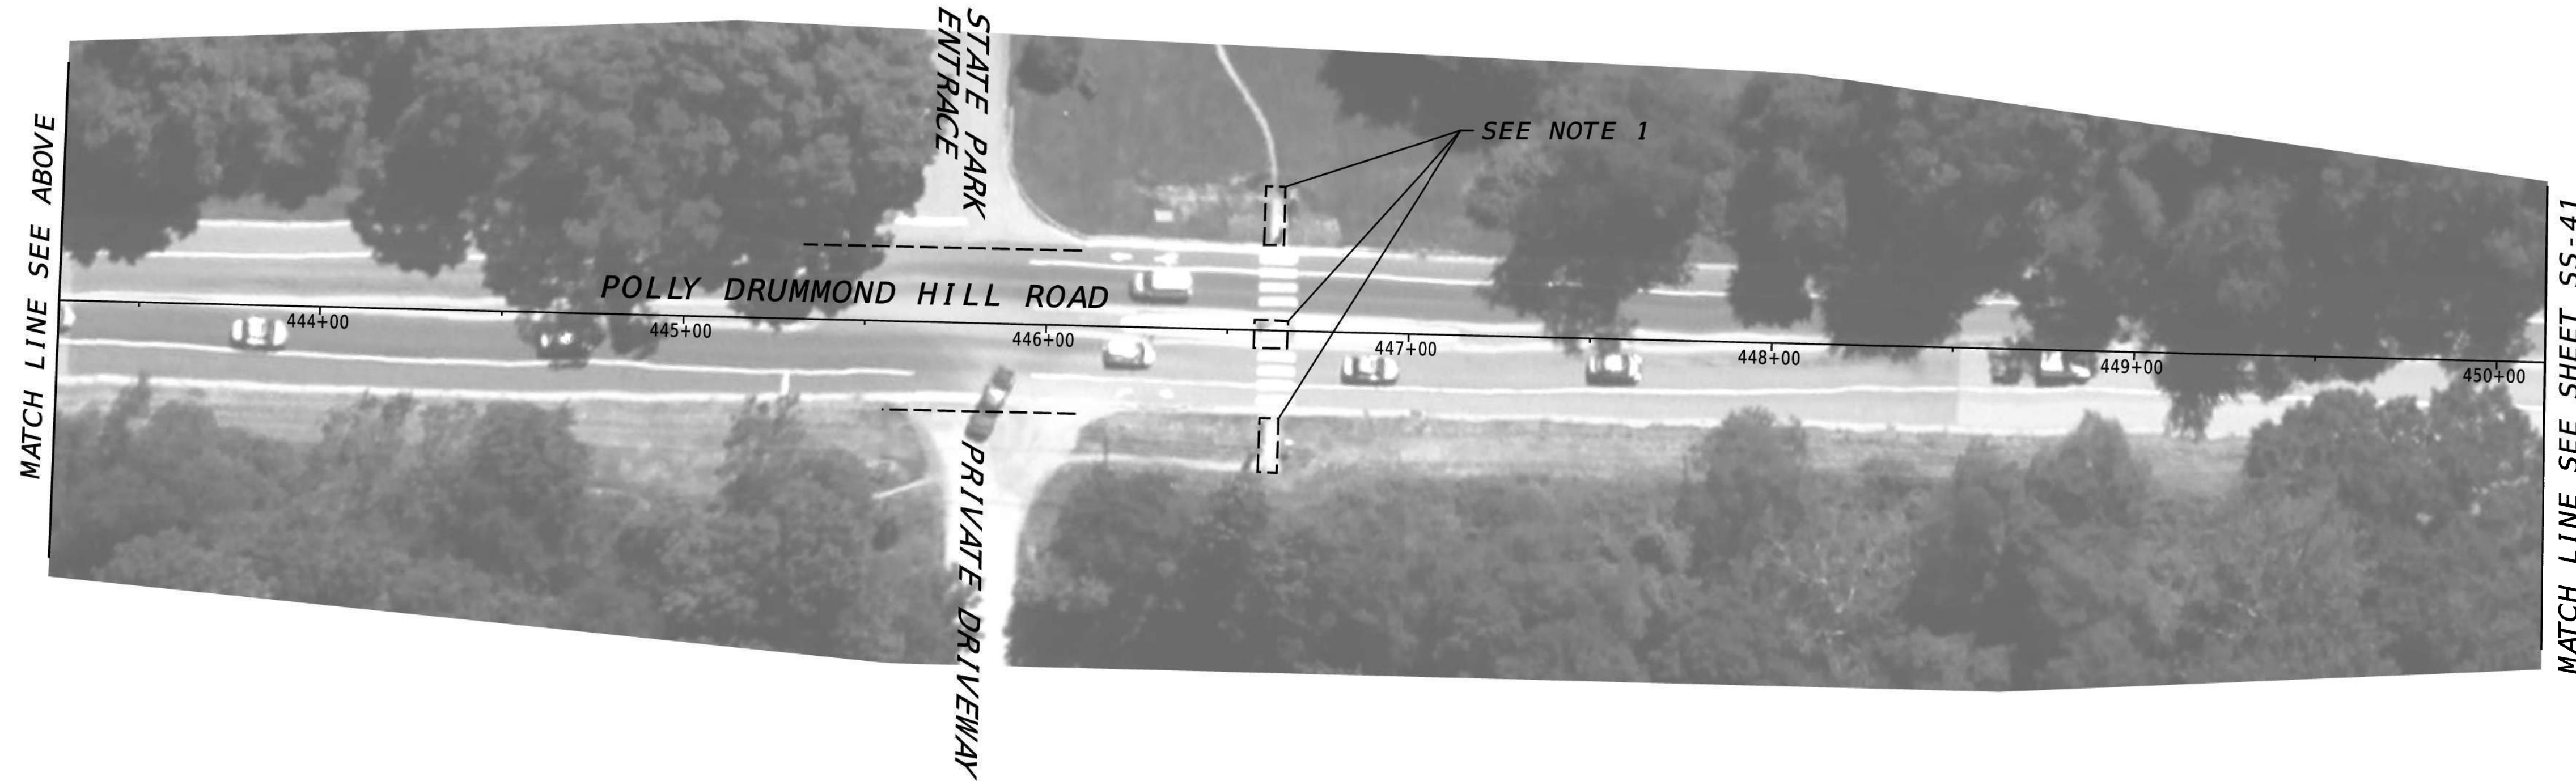 STATE PARK
ENTRACE
SEE NOTE 1
MATCH LINE SEE ABOVE
POLLY DRUMMOND HILL ROAD
444+00
445+00
446+00
447+00
448+00
449+00
450+00
PRIVATE DRIVEWAY
MATCH LINE SEE SHEET SS-41